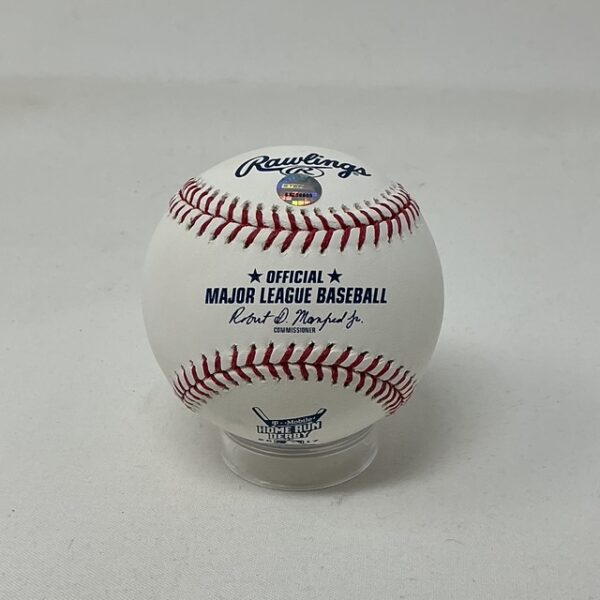 Rawlings
R
★ OFFICIAL ★
MAJOR LEAGUE BASEBALL
Robert D. Manfred Jr.
COMMISSIONER
T··Mobile
HOME RUN
DERBY